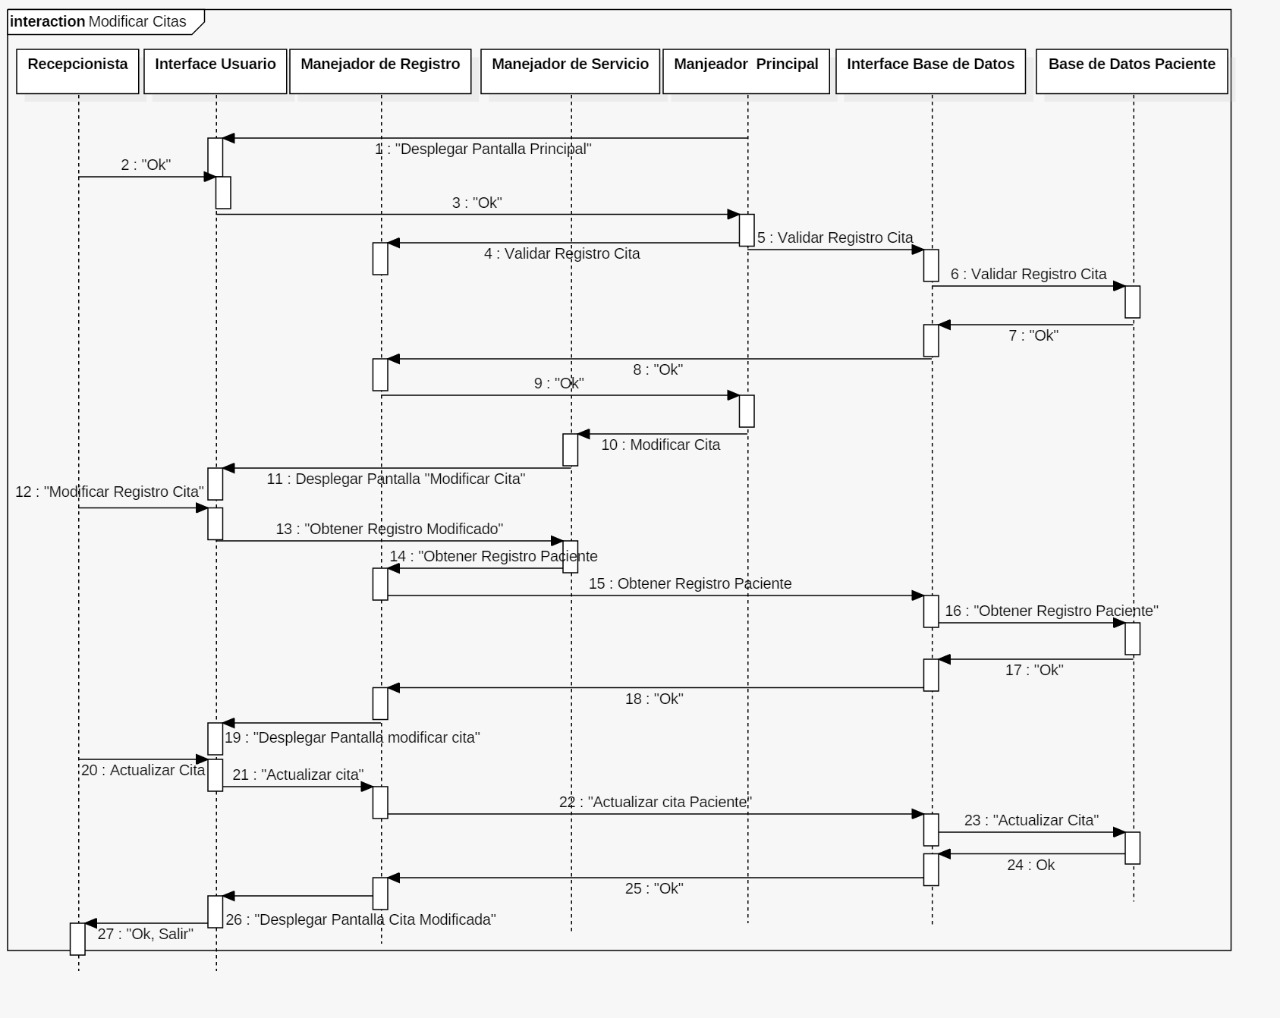 interaction Modificar Citas
Recepcionista
Interface Usuario
Manejador de Registro
Manejador de Servicio
Manjeador Principal
Interface Base de Datos
Base de Datos Paciente
1 : "Desplegar Pantalla Principal"
2 : "Ok"
3 : "Ok"
4 : Validar Registro Cita
5 : Validar Registro Cita
6 : Validar Registro Cita
7 : "Ok"
8 : "Ok"
9 : "Ok"
10 : Modificar Cita
11 : Desplegar Pantalla "Modificar Cita"
12 : "Modificar Registro Cita"
13 : "Obtener Registro Modificado"
14 : "Obtener Registro Paciente
15 : Obtener Registro Paciente
16 : "Obtener Registro Paciente"
17 : "Ok"
18 : "Ok"
19 : "Desplegar Pantalla modificar cita"
20 : Actualizar Cita
21 : "Actualizar cita"
22 : "Actualizar cita Paciente"
23 : "Actualizar Cita"
24 : Ok
25 : "Ok"
26 : "Desplegar Pantalla Cita Modificada"
27 : "Ok, Salir"